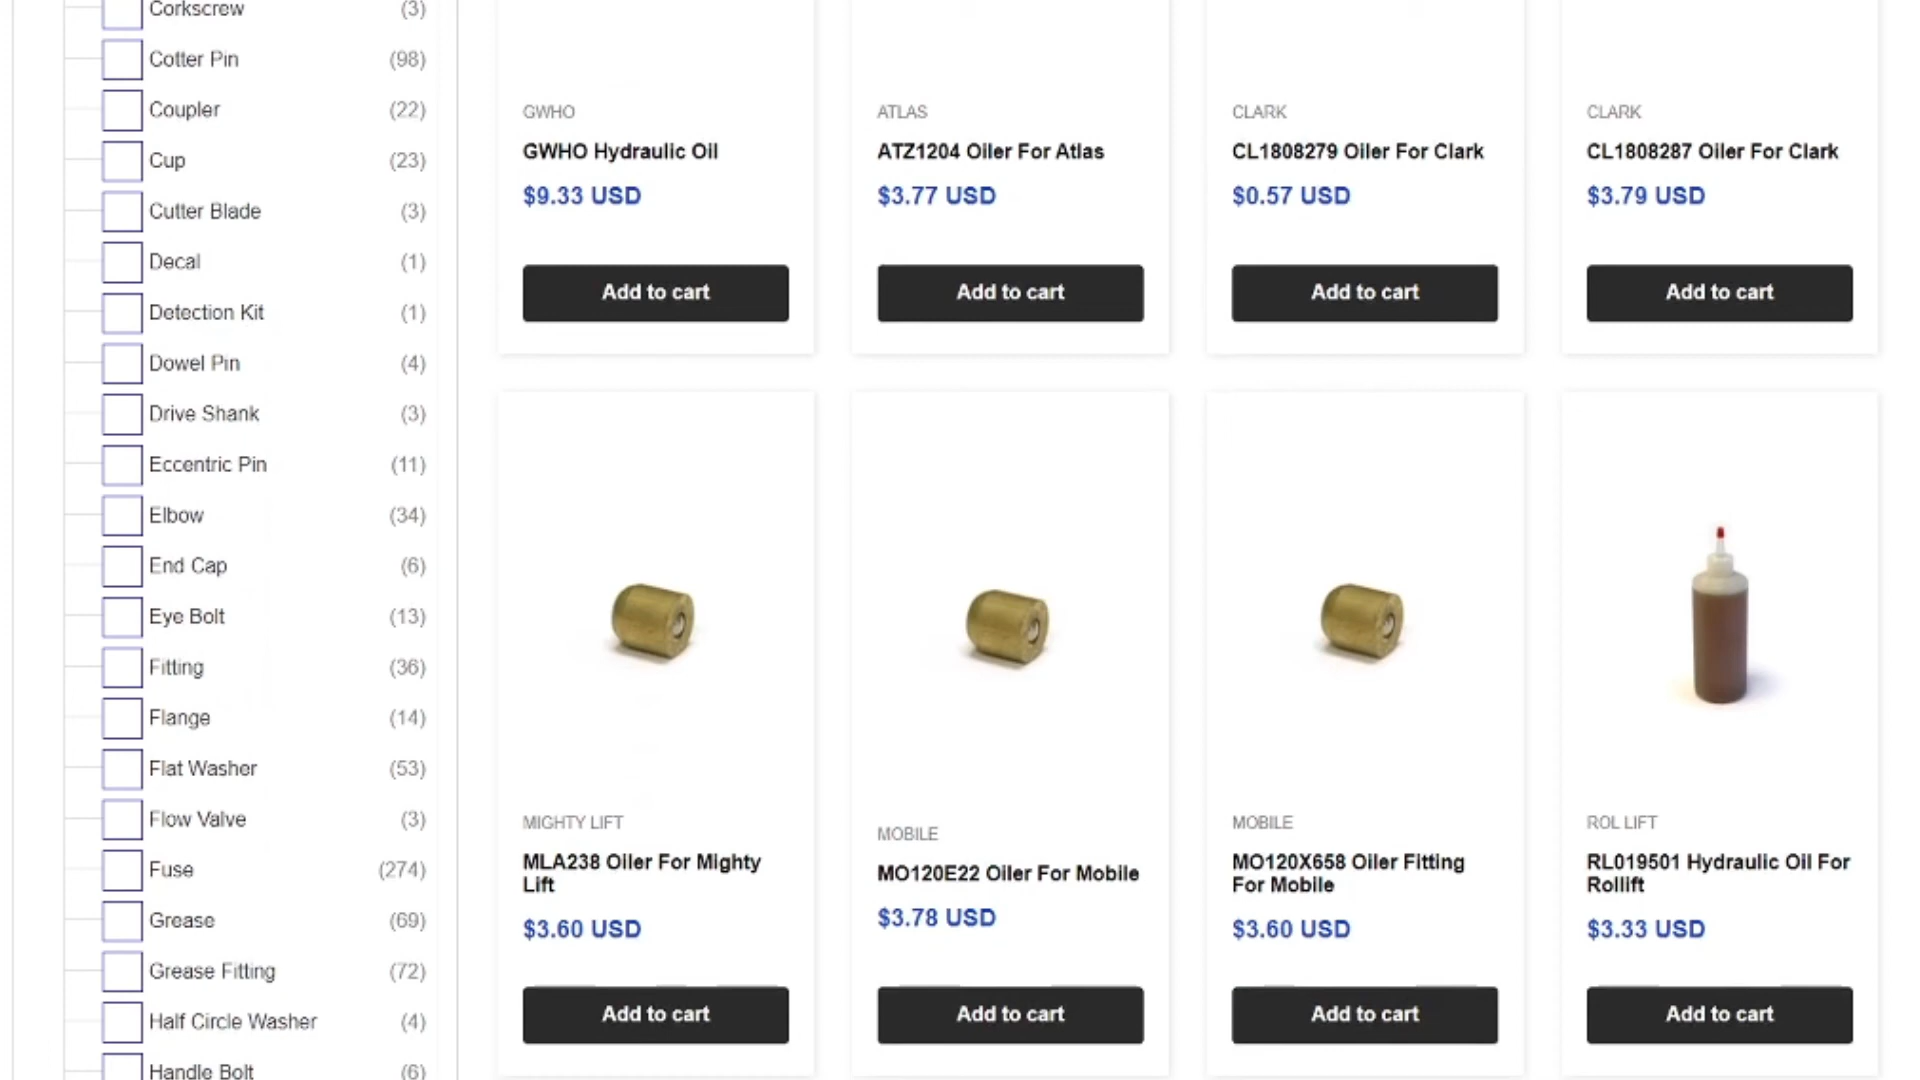 Corkscrew (3)
Cotter Pin (98)
Coupler (22)
Cup (23)
Cutter Blade (3)
Decal (1)
Detection Kit (1)
Dowel Pin (4)
Drive Shank (3)
Eccentric Pin (11)
Elbow (34)
End Cap (6)
Eye Bolt (13)
Fitting (36)
Flange (14)
Flat Washer (53)
Flow Valve (3)
Fuse (274)
Grease (69)
Grease Fitting (72)
Half Circle Washer (4)
Handle Bolt (6)
GWHO
GWHO Hydraulic Oil
$9.33 USD
Add to cart
ATLAS
ATZ1204 Oiler For Atlas
$3.77 USD
Add to cart
CLARK
CL1808279 Oiler For Clark
$0.57 USD
Add to cart
CLARK
CL1808287 Oiler For Clark
$3.79 USD
Add to cart
MIGHTY LIFT
MLA238 Oiler For Mighty
Lift
$3.60 USD
Add to cart
MOBILE
MO120E22 Oiler For Mobile
$3.78 USD
Add to cart
MOBILE
MO120X658 Oiler Fitting
For Mobile
$3.60 USD
Add to cart
ROL LIFT
RL019501 Hydraulic Oil For
Rollift
$3.33 USD
Add to cart